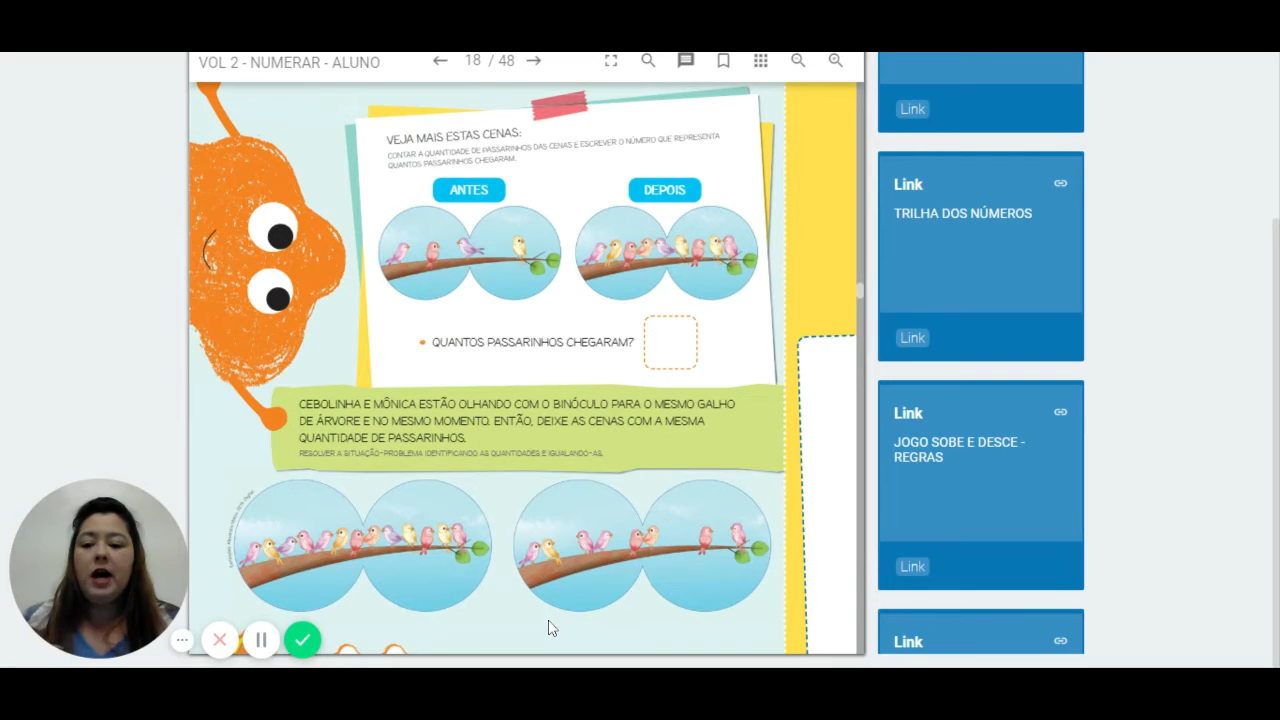 VOL 2 - NUMERAR - ALUNO
18 / 48
VEJA MAIS ESTAS CENAS:
CONTAR A QUANTIDADE DE PASSARINHOS DAS CENAS E ESCREVER O NÚMERO QUE REPRESENTA
QUANTOS PASSARINHOS CHEGARAM.
ANTES
DEPOIS
QUANTOS PASSARINHOS CHEGARAM?
CEBOLINHA E MÔNICA ESTÃO OLHANDO COM O BINÓCULO PARA O MESMO GALHO
DE ÁRVORE E NO MESMO MOMENTO. ENTÃO, DEIXE AS CENAS COM A MESMA
QUANTIDADE DE PASSARINHOS.
RESOLVER A SITUAÇÃO-PROBLEMA IDENTIFICANDO AS QUANTIDADES E IGUALANDO-AS.
Link
Link
TRILHA DOS NÚMEROS
Link
Link
JOGO SOBE E DESCE -
REGRAS
Link
Link